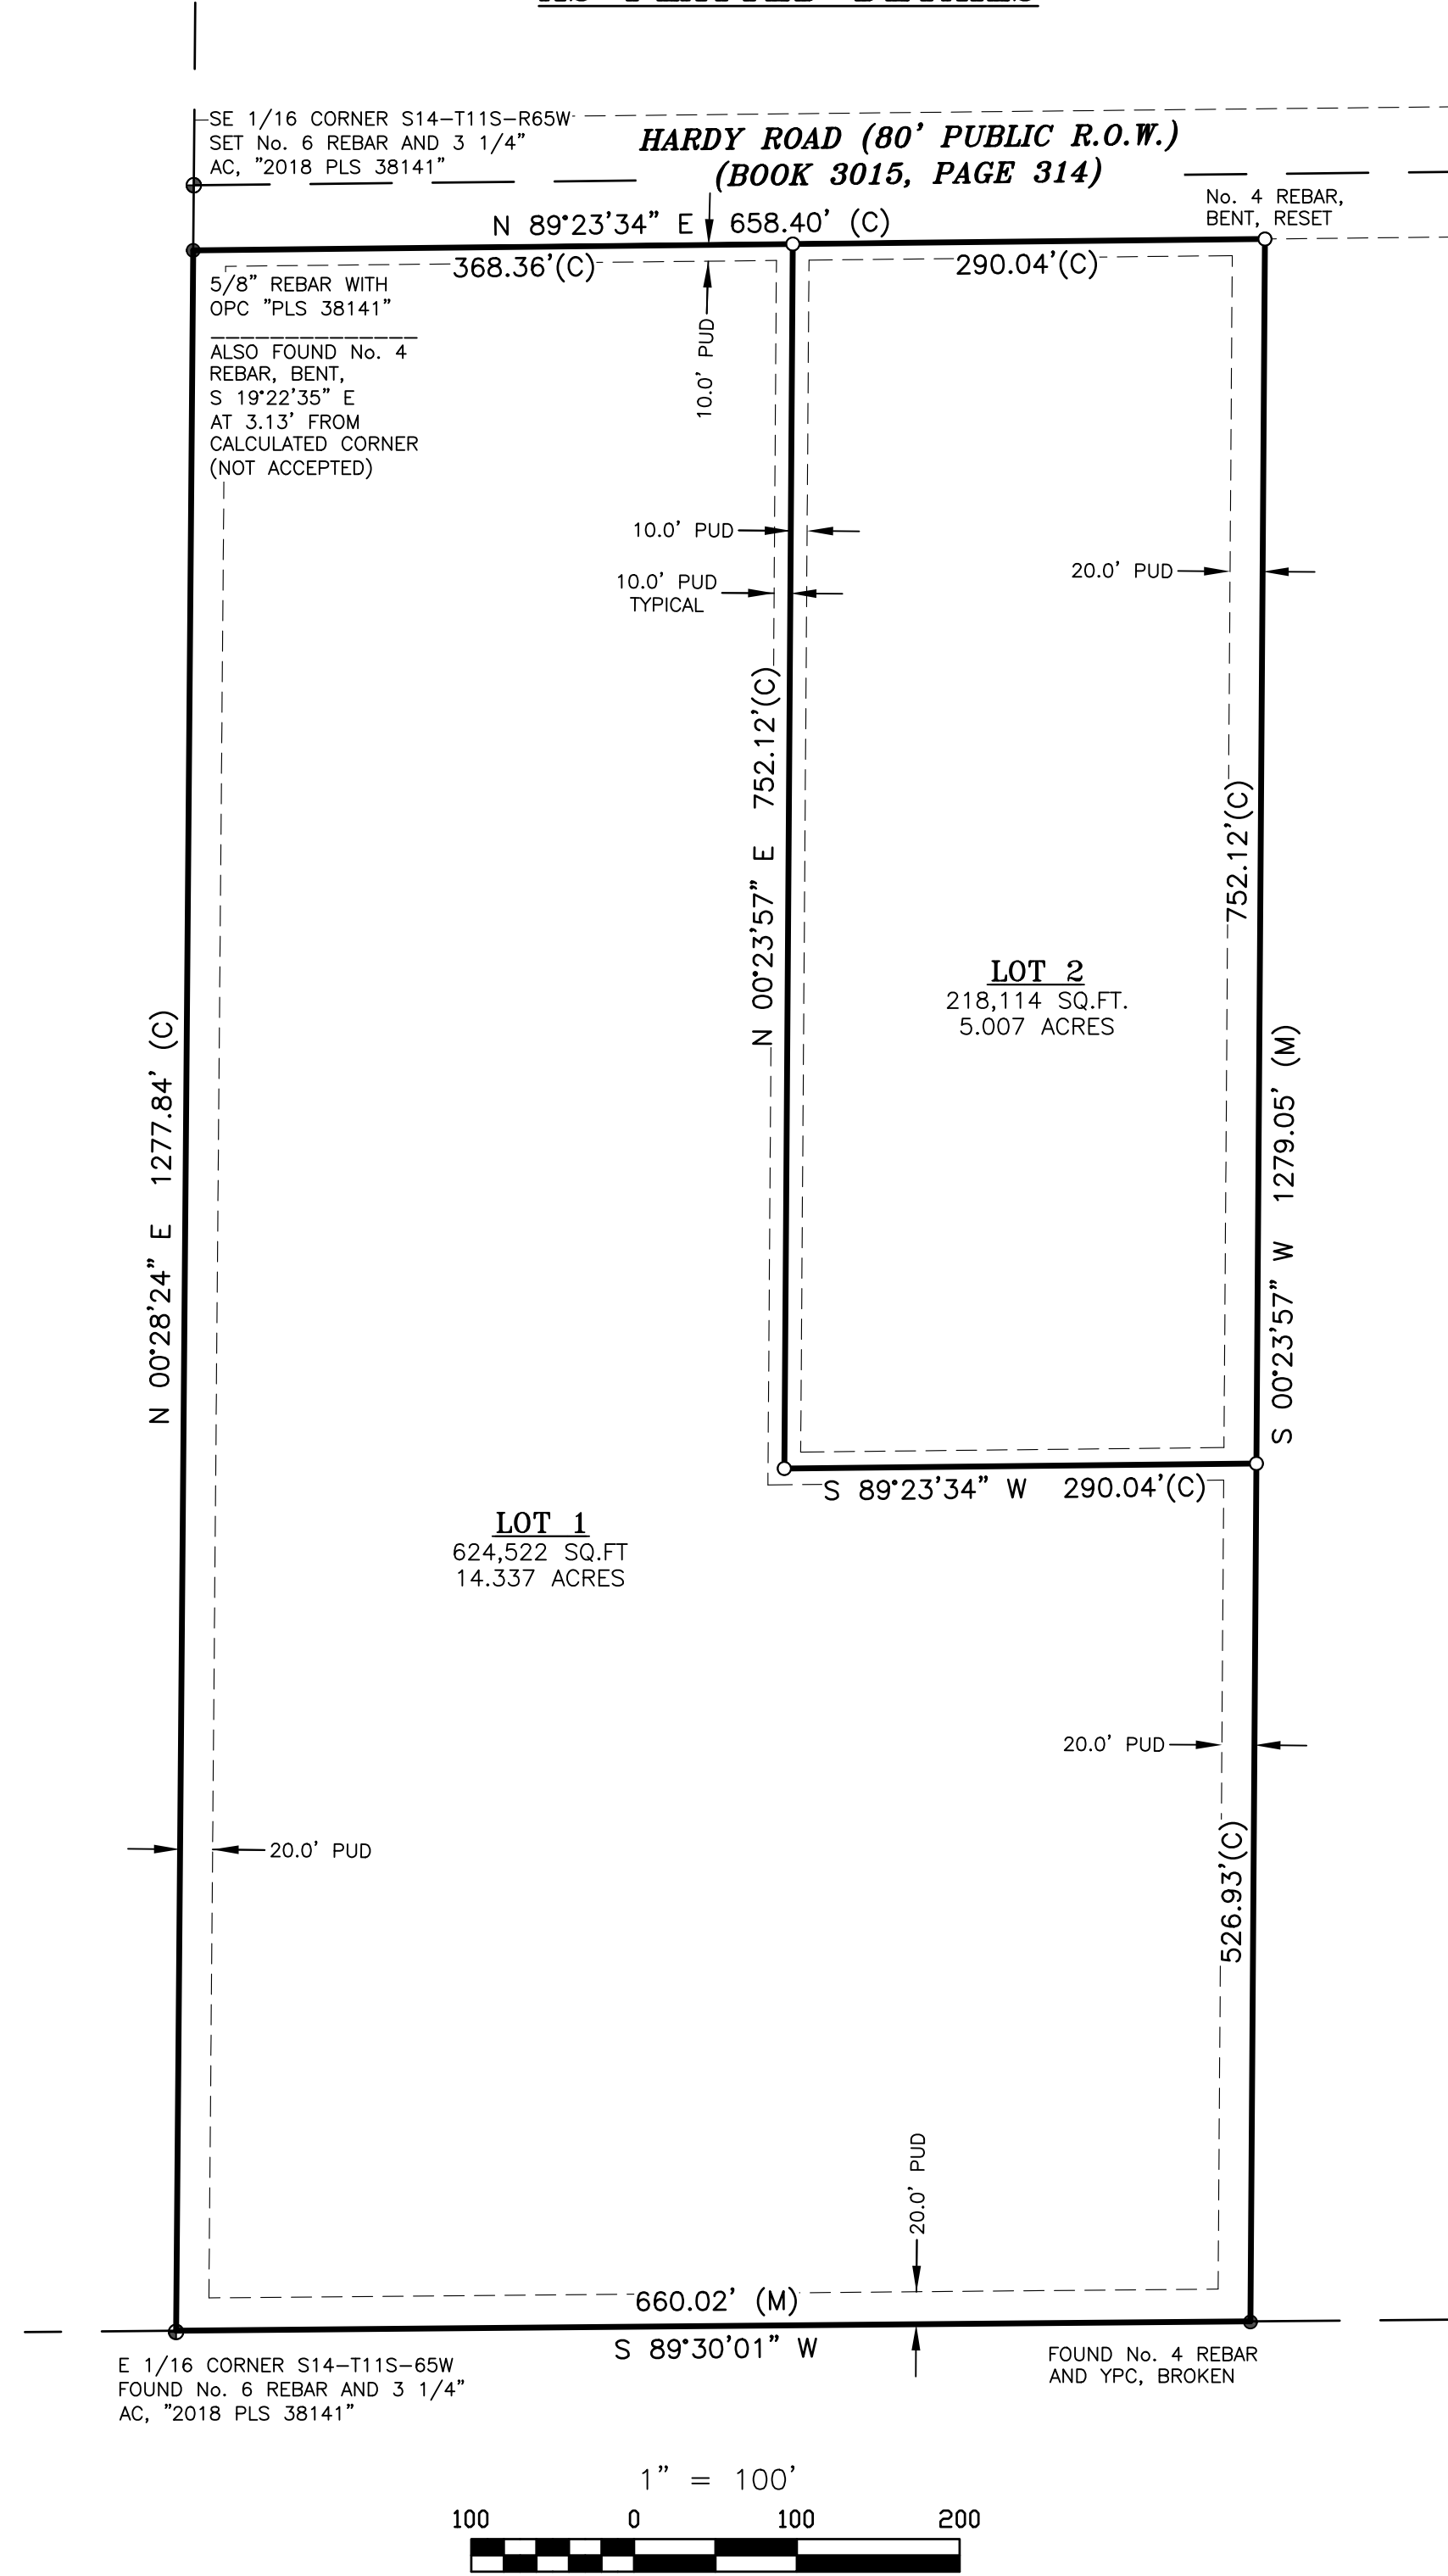 SE 1/16 CORNER S14-T11S-R65W
SET No. 6 REBAR AND 3 1/4"
AC, "2018 PLS 38141"
HARDY ROAD (80' PUBLIC R.O.W.)
(BOOK 3015, PAGE 314)
No. 4 REBAR,
BENT, RESET
N 89°23'34" E 658.40' (C)
368.36'(C)
290.04'(C)
5/8" REBAR WITH
OPC "PLS 38141"
ALSO FOUND No. 4
REBAR, BENT,
S 19°22'35" E
AT 3.13' FROM
CALCULATED CORNER
(NOT ACCEPTED)
10.0' PUD
10.0' PUD
10.0' PUD
TYPICAL
20.0' PUD
N 00°23'57" E 752.12'(C)
752.12'(C)
LOT 2
218,114 SQ.FT.
5.007 ACRES
N 00°28'24" E 1277.84' (C)
S 00°23'57" W 1279.05' (M)
S 89°23'34" W 290.04'(C)
LOT 1
624,522 SQ.FT
14.337 ACRES
20.0' PUD
20.0' PUD
526.93'(C)
20.0' PUD
660.02' (M)
S 89°30'01" W
E 1/16 CORNER S14-T11S-65W
FOUND No. 6 REBAR AND 3 1/4"
AC, "2018 PLS 38141"
FOUND No. 4 REBAR
AND YPC, BROKEN
1" = 100'
100 0 100 200